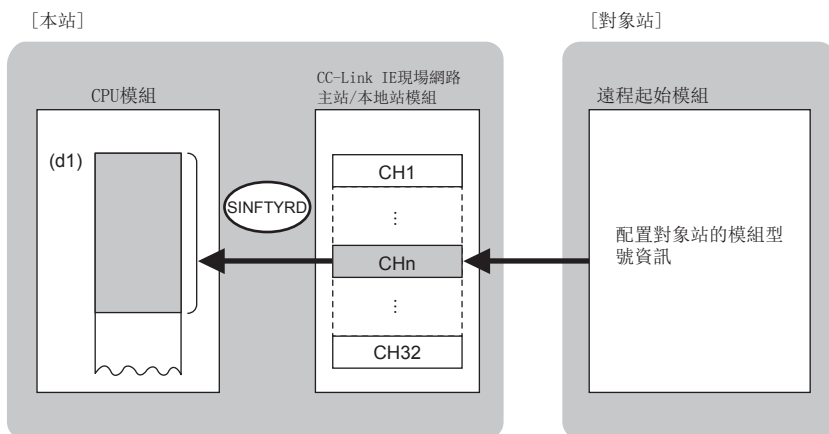 [本站]
[對象站]
CPU模組
CC-Link IE現場網路
主站/本地站模組
遠程起始模組
(d1)
SINFTYRD
CH1
⋮
CHn
⋮
CH32
配置對象站的模組型
號資訊